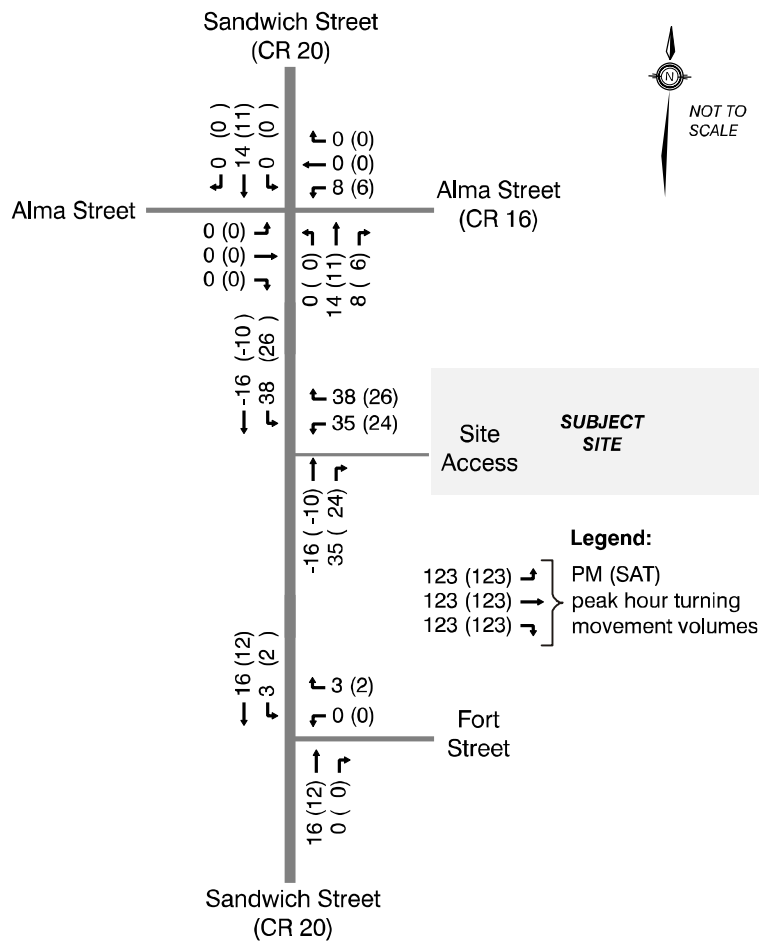 Sandwich Street
(CR 20)
N
NOT TO
SCALE
0 (0 )
14 (11)
0 (0 )
0 (0)
0 (0)
8 (6)
Alma Street
Alma Street
(CR 16)
0 (0)
0 (0)
0 (0)
0 ( 0)
14 (11)
8 ( 6)
-16 (-10 )
38 (26 )
38 (26)
35 (24)
SUBJECT
SITE
Site
Access
-16 ( -10)
35 ( 24)
Legend:
123 (123)
PM (SAT)
123 (123)
peak hour turning
123 (123)
movement volumes
16 (12)
3 (2 )
3 (2)
0 (0)
Fort
Street
16 (12)
0 ( 0)
Sandwich Street
(CR 20)